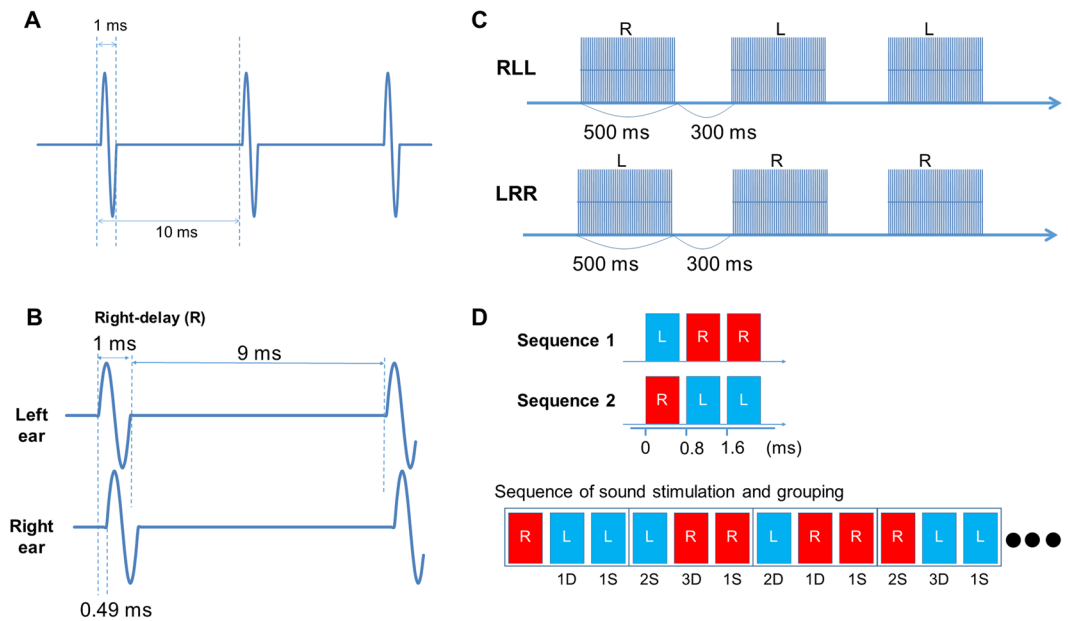 A
1 ms
10 ms
B
Right-delay (R)
1 ms
9 ms
Left
ear
Right
ear
0.49 ms
C
R L L
RLL
500 ms 300 ms
L R R
LRR
500 ms 300 ms
D
Sequence 1 L R R
Sequence 2 R L L
0 0.8 1.6 (ms)
Sequence of sound stimulation and grouping
R L L L R R L R R R L L
1D 1S 2S 3D 1S 2D 1D 1S 2S 3D 1S